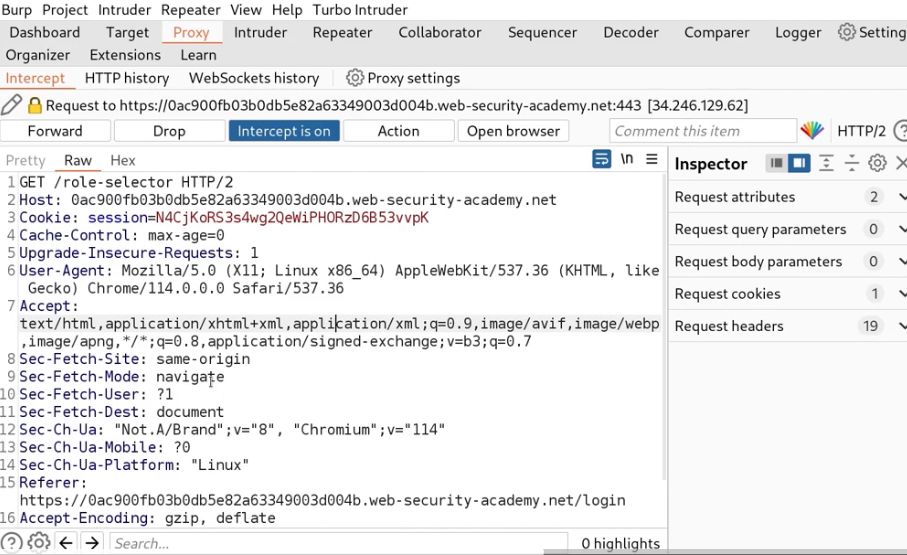 Burp Project Intruder Repeater View Help Turbo Intruder
Dashboard Target Proxy Intruder Repeater Collaborator Sequencer Decoder Comparer Logger Setting
Organizer Extensions Learn
Intercept HTTP history WebSockets history Proxy settings
Request to https://0ac900fb03b0db5e82a63349003d004b.web-security-academy.net:443 [34.246.129.62]
Forward Drop Intercept is on Action Open browser Comment this item HTTP/2
Pretty Raw Hex \n
Inspector
Request attributes 2
Request query parameters 0
Request body parameters 0
Request cookies 1
Request headers 19
1 GET /role-selector HTTP/2
2 Host: 0ac900fb03b0db5e82a63349003d004b.web-security-academy.net
3 Cookie: session=N4CjKoRS3s4wg2QeWiPHORzD6B53vvpK
4 Cache-Control: max-age=0
5 Upgrade-Insecure-Requests: 1
6 User-Agent: Mozilla/5.0 (X11; Linux x86_64) AppleWebKit/537.36 (KHTML, like
Gecko) Chrome/114.0.0.0 Safari/537.36
7 Accept:
text/html,application/xhtml+xml,application/xml;q=0.9,image/avif,image/webp
,image/apng,*/*;q=0.8,application/signed-exchange;v=b3;q=0.7
8 Sec-Fetch-Site: same-origin
9 Sec-Fetch-Mode: navigate
10 Sec-Fetch-User: ?1
11 Sec-Fetch-Dest: document
12 Sec-Ch-Ua: "Not.A/Brand";v="8", "Chromium";v="114"
13 Sec-Ch-Ua-Mobile: ?0
14 Sec-Ch-Ua-Platform: "Linux"
15 Referer:
https://0ac900fb03b0db5e82a63349003d004b.web-security-academy.net/login
16 Accept-Encoding: gzip, deflate
Search... 0 highlights